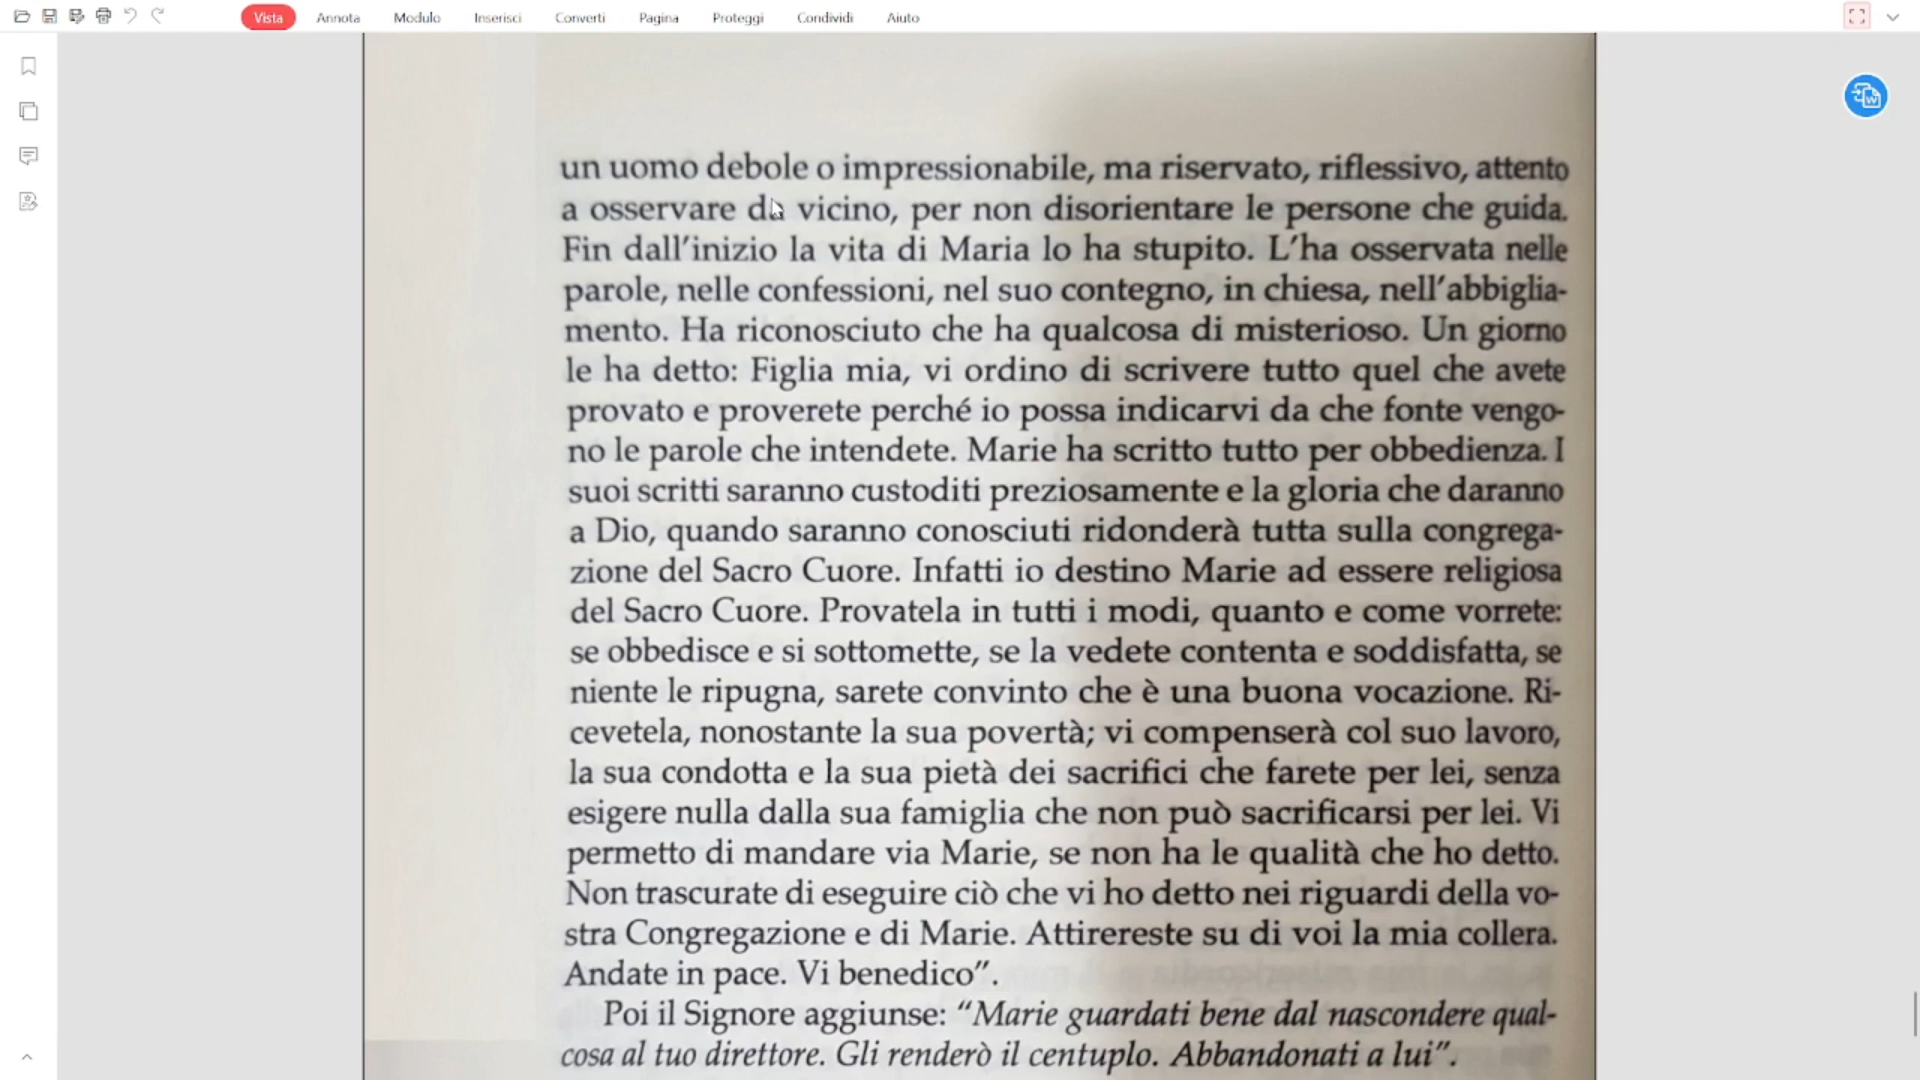 Vista Annota Modulo Inserisci Converti Pagina Proteggi Condividi Aiuto
un uomo debole o impressionabile, ma riservato, riflessivo, attento
a osservare da vicino, per non disorientare le persone che guida.
Fin dall'inizio la vita di Maria lo ha stupito. L'ha osservata nelle
parole, nelle confessioni, nel suo contegno, in chiesa, nell'abbiglia-
mento. Ha riconosciuto che ha qualcosa di misterioso. Un giorno
le ha detto: Figlia mia, vi ordino di scrivere tutto quel che avete
provato e proverete perché io possa indicarvi da che fonte vengo-
no le parole che intendete. Marie ha scritto tutto per obbedienza. I
suoi scritti saranno custoditi preziosamente e la gloria che daranno
a Dio, quando saranno conosciuti ridonderà tutta sulla congrega-
zione del Sacro Cuore. Infatti io destino Marie ad essere religiosa
del Sacro Cuore. Provatela in tutti i modi, quanto e come vorrete:
se obbedisce e si sottomette, se la vedete contenta e soddisfatta, se
niente le ripugna, sarete convinto che è una buona vocazione. Ri-
cevetela, nonostante la sua povertà; vi compenserà col suo lavoro,
la sua condotta e la sua pietà dei sacrifici che farete per lei, senza
esigere nulla dalla sua famiglia che non può sacrificarsi per lei. Vi
permetto di mandare via Marie, se non ha le qualità che ho detto.
Non trascurate di eseguire ciò che vi ho detto nei riguardi della vo-
stra Congregazione e di Marie. Attirereste su di voi la mia collera.
Andate in pace. Vi benedico”.
Poi il Signore aggiunse: “Marie guardati bene dal nascondere qual-
cosa al tuo direttore. Gli renderò il centuplo. Abbandonati a lui”.